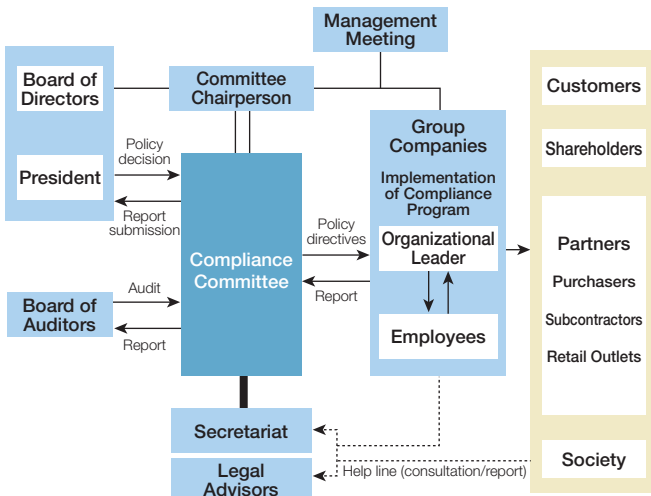 Management
Meeting
Board of
Directors
Committee
Chairperson
Customers
Group
Companies
Shareholders
Policy
decision
President
Implementation
of Compliance
Program
Report
submission
Policy
directives
Compliance
Committee
Organizational
Leader
Partners
Purchasers
Audit
Report
Board of
Auditors
Subcontractors
Employees
Report
Retail Outlets
Secretariat
Society
Legal
Advisors
Help line (consultation/report)